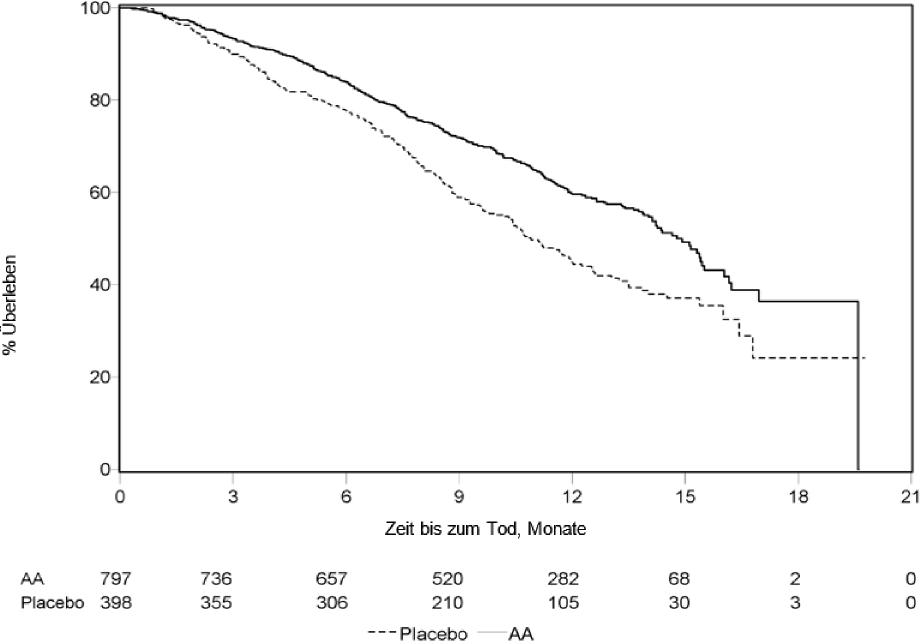 100
80
60
40
20
0
% Überleben
0 3 6 9 12 15 18 21
Zeit bis zum Tod, Monate
AA 797 736 657 520 282 68 2 0
Placebo 398 355 306 210 105 30 3 0
Placebo AA